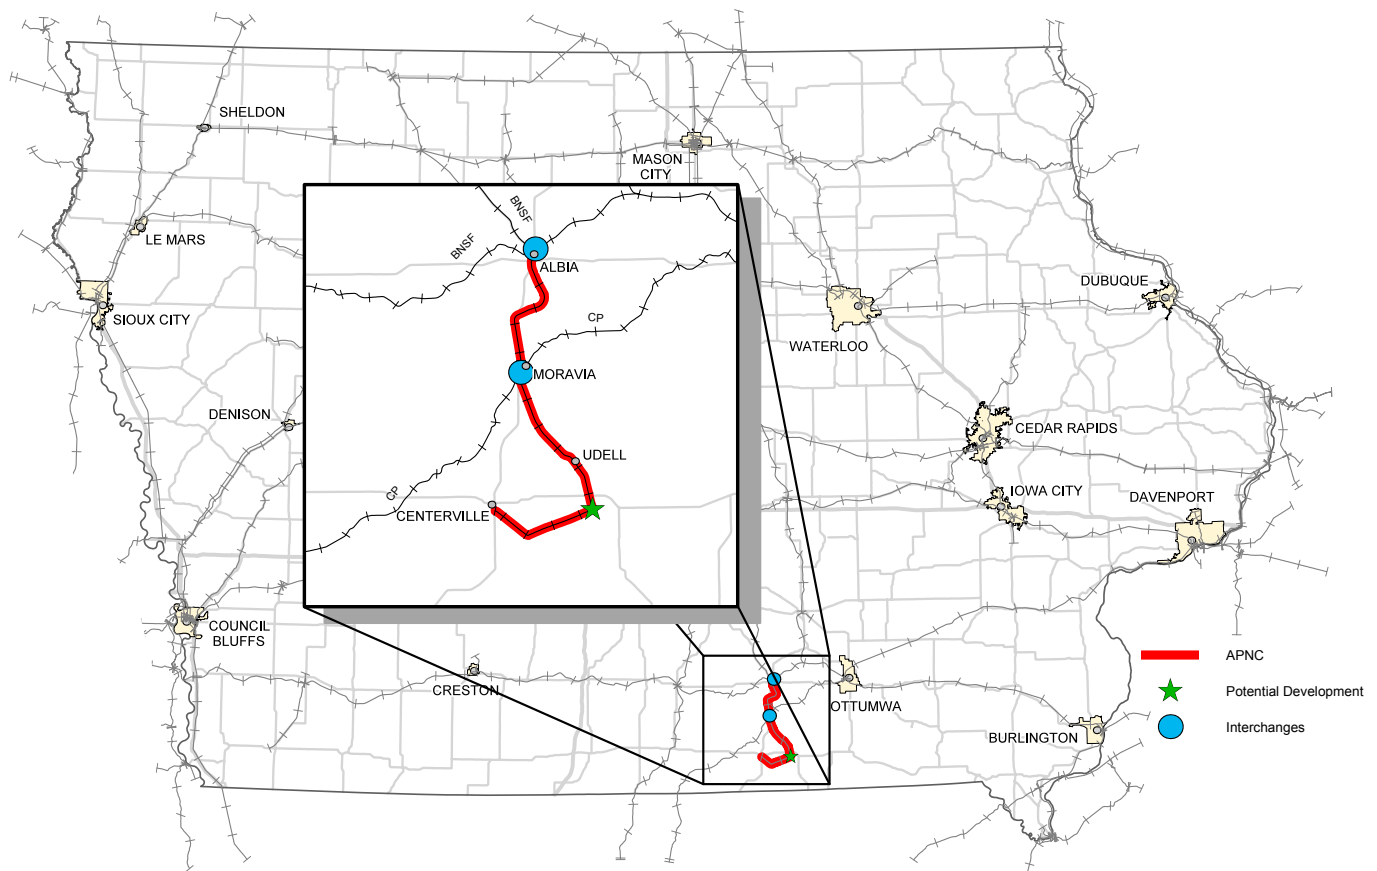 SHELDON
MASON
CITY
LE MARS
SIOUX CITY
DENISON
COUNCIL
BLUFFS
CRESTON
BNSF
BNSF
ALBIA
CP
MORAVIA
UDELL
CP
CENTERVILLE
DUBUQUE
WATERLOO
CEDAR RAPIDS
IOWA CITY
DAVENPORT
OTTUMWA
BURLINGTON
APNC
Potential Development
Interchanges